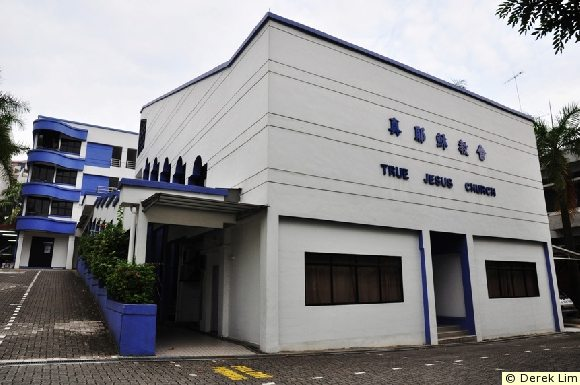 真耶穌教會
TRUE JESUS CHURCH
© Derek Lim